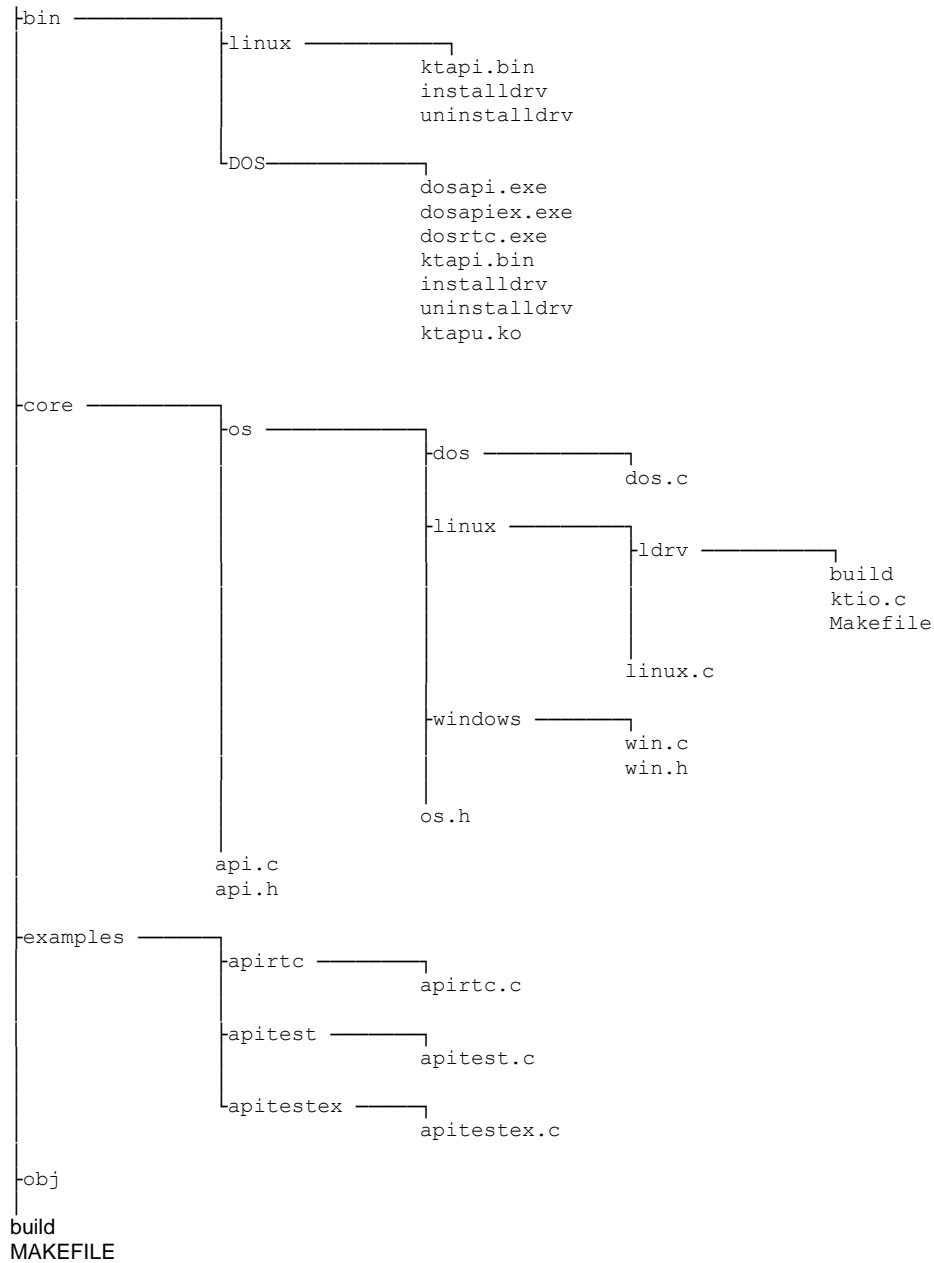 bin
linux
ktapi.bin
installdrv
uninstalldrv
DOS
dosapi.exe
dosapiex.exe
dosrtc.exe
ktapi.bin
installdrv
uninstalldrv
ktapu.ko
core
os
dos
dos.c
linux
ldrv
build
ktio.c
Makefile
linux.c
windows
win.c
win.h
os.h
api.c
api.h
examples
apirtc
apirtc.c
apitest
apitest.c
apitestex
apitestex.c
obj
build
MAKEFILE